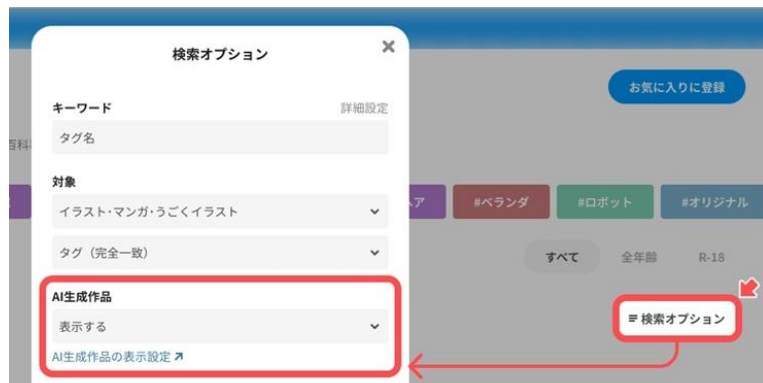 検索オプション
キーワード
詳細設定
タグ名
対象
イラスト・マンガ・うごくイラスト
タグ（完全一致）
AI生成作品
表示する
AI生成作品の表示設定
お気に入りに登録
百科
ア
#ベランダ
#ロボット
#オリジナル
すべて
全年齢
R-18
検索オプション